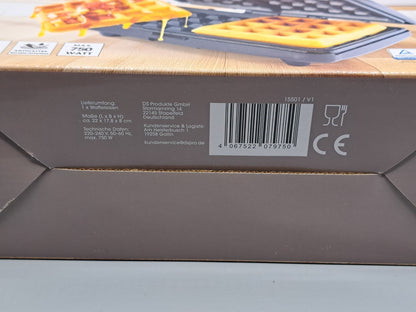 MAX
750
WATT
Lieferumfang:
1 x Waffeleisen
Maße (L x B x H):
ca. 22 x 17,8 x 8 cm
Technische Daten:
220-240 V, 50-60 Hz,
max. 750 W
DS Produkte GmbH
Stormarnring 14
22145 Stapelfeld
Deutschland
Kundenservice & Logistik:
Am Heisterbusch 1
19258 Gallin
kundenservice@dspro.de
15801 / V1
4 067522 079750
CE